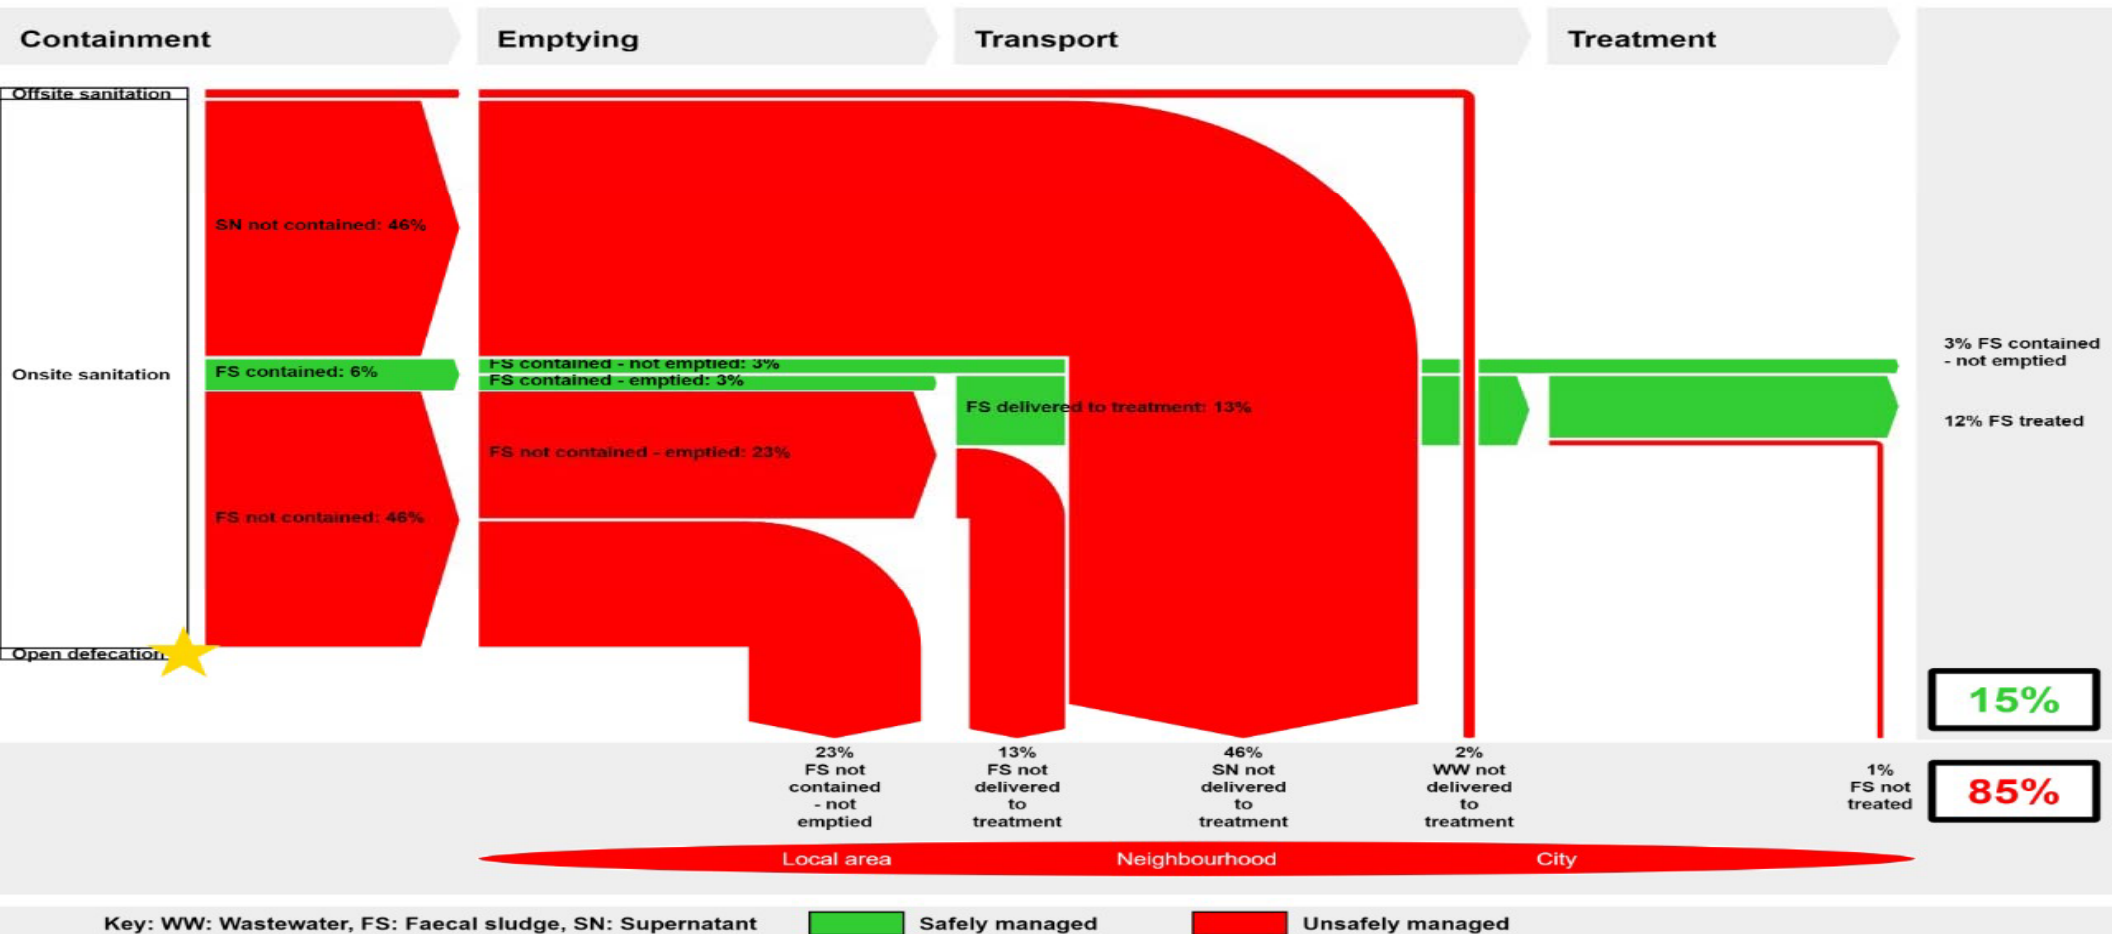 Containment
Emptying
Transport
Treatment
Offsite sanitation
SN not contained: 46%
Onsite sanitation
FS contained: 6%
FS contained - not emptied: 3%
FS contained - emptied: 3%
FS delivered to treatment: 13%
FS not contained - emptied: 23%
FS not contained: 46%
Open defecation
3% FS contained
- not emptied
12% FS treated
15%
23%
FS not
contained
- not
emptied
13%
FS not
delivered
to
treatment
46%
SN not
delivered
to
treatment
2%
WW not
delivered
to
treatment
1%
FS not
treated
85%
Local area
Neighbourhood
City
Key: WW: Wastewater, FS: Faecal sludge, SN: Supernatant
Safely managed
Unsafely managed